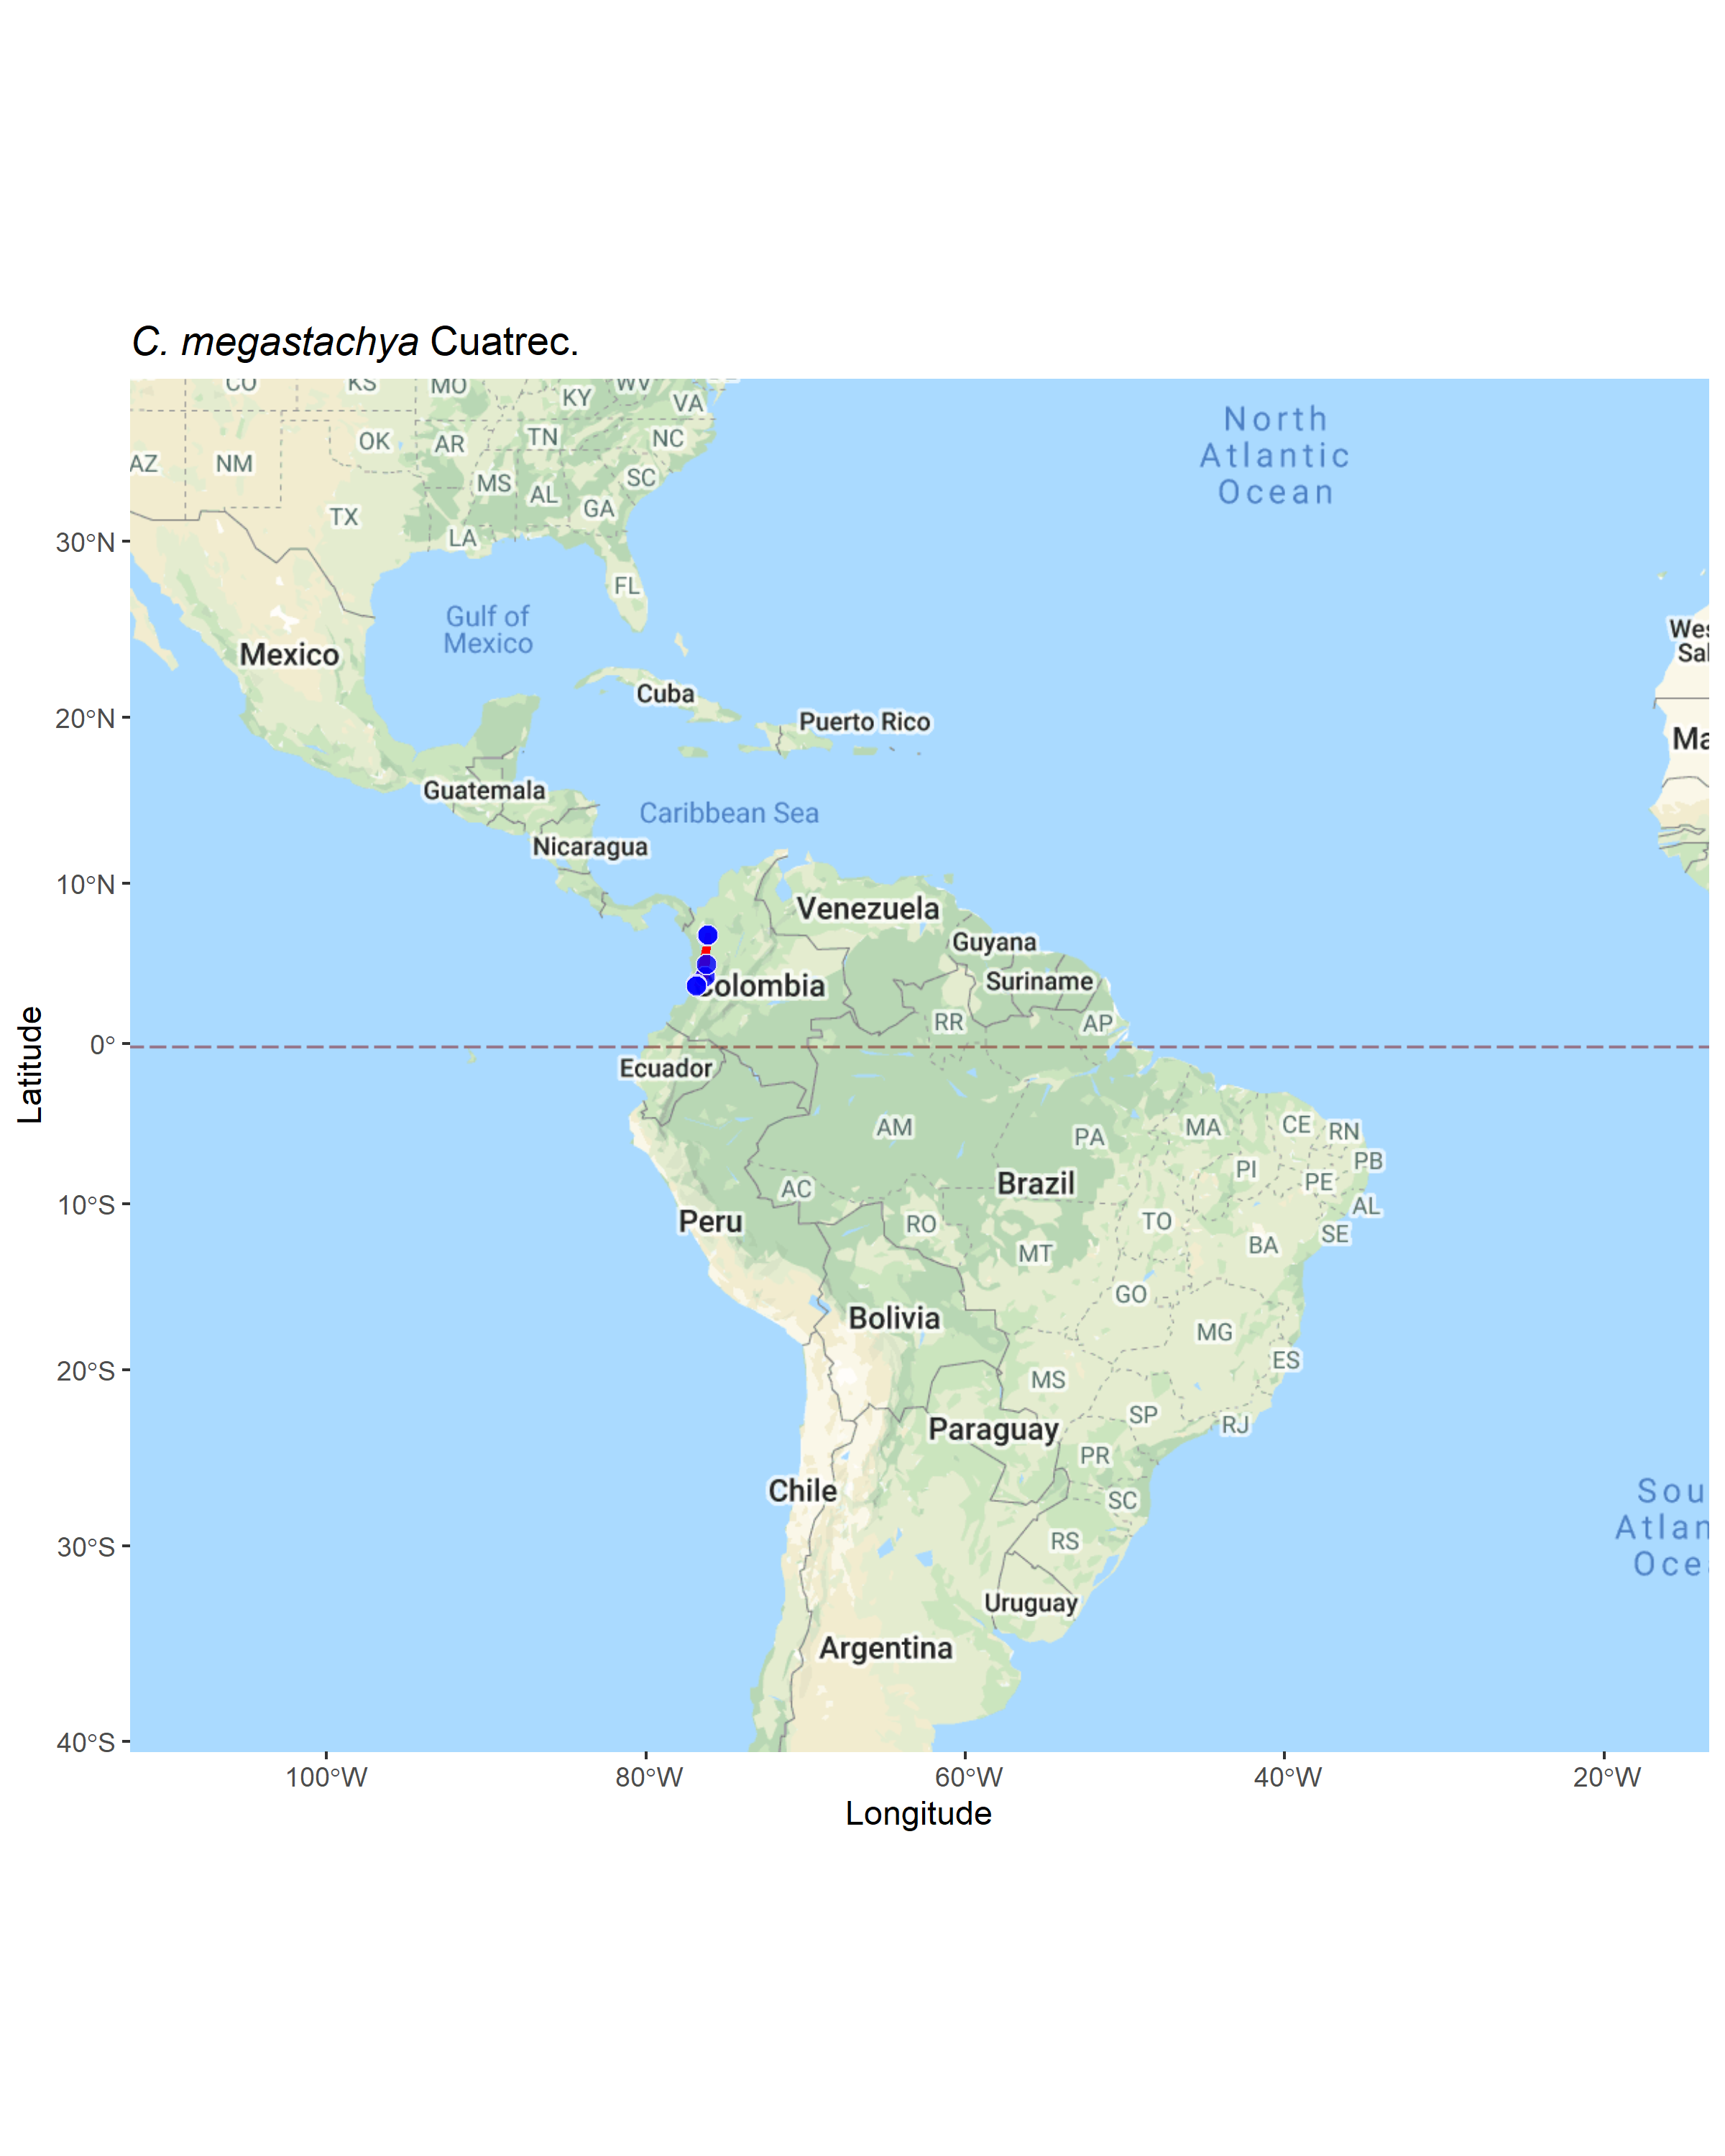 C. megastachya Cuatrec.
CO
KS
MO
KY
WV
VA
AZ
NM
OK
AR
TN
NC
TX
MS
AL
GA
SC
LA
FL
North
Atlantic
Ocean
Gulf of
Mexico
Mexico
Cuba
Puerto Rico
Guatemala
Caribbean Sea
Nicaragua
Wes
Sal
Ma
Venezuela
Guyana
Suriname
Colombia
RR
AP
Ecuador
AM
PA
MA
CE
RN
PB
PI
PE
AL
SE
AC
Brazil
TO
BA
Peru
RO
MT
GO
Bolivia
MG
ES
MS
SP
RJ
Paraguay
PR
SC
Chile
RS
Uruguay
Argentina
Sou
Atlan
Ocea
30°N
20°N
10°N
0°
10°S
20°S
30°S
40°S
Latitude
100°W
80°W
60°W
40°W
20°W
Longitude